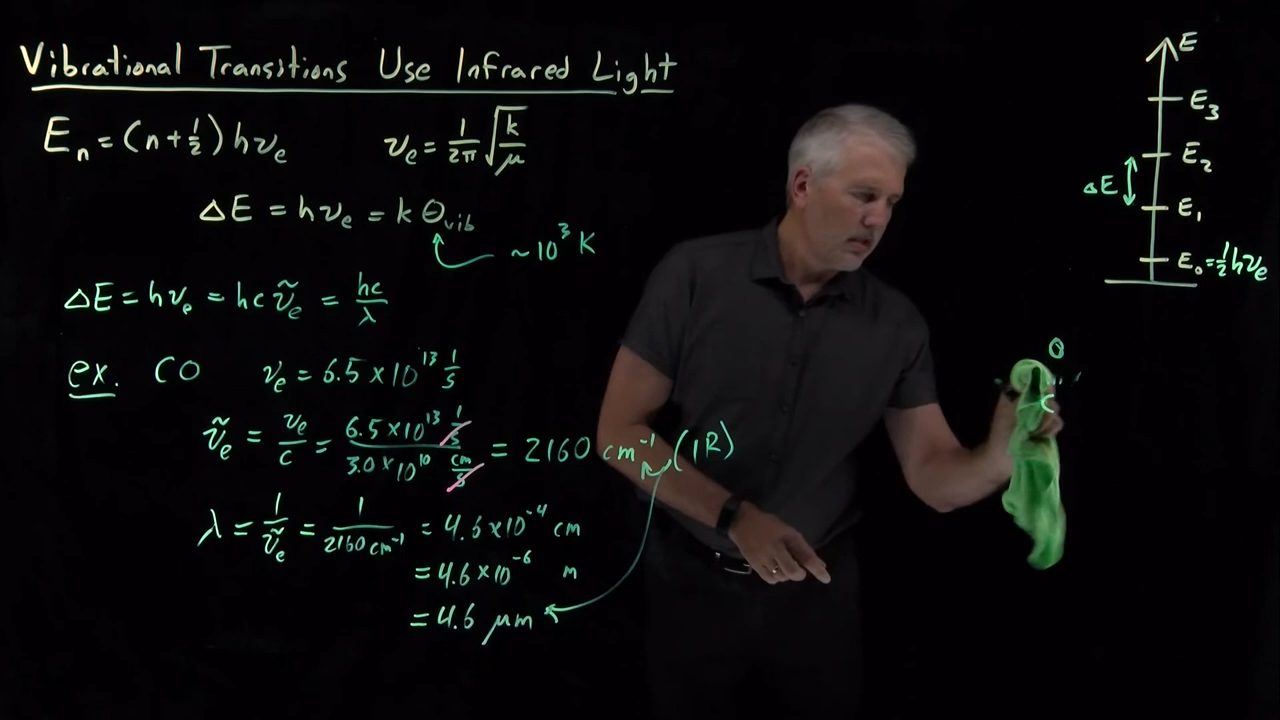 Vibrational Transitions Use Infrared Light
Eₙ = (n + ½) hνₑ   νₑ = 1/2π √(k/μ)
ΔE = hνₑ = k Θvib
~10³ K
ΔE = hνₑ = hc ν̃ₑ = hc/λ
ex. CO   νₑ = 6.5 × 10¹³ 1/s
ν̃ₑ = νₑ/c = (6.5 × 10¹³ 1/s)/(3.0 × 10¹⁰ cm/s) = 2160 cm⁻¹ (IR)
λ = 1/ν̃ₑ = 1/(2160 cm⁻¹) = 4.6 × 10⁻⁴ cm
= 4.6 × 10⁻⁶ m
= 4.6 μm
E
E₃
E₂
ΔE
E₁
E₀ = ½hνₑ